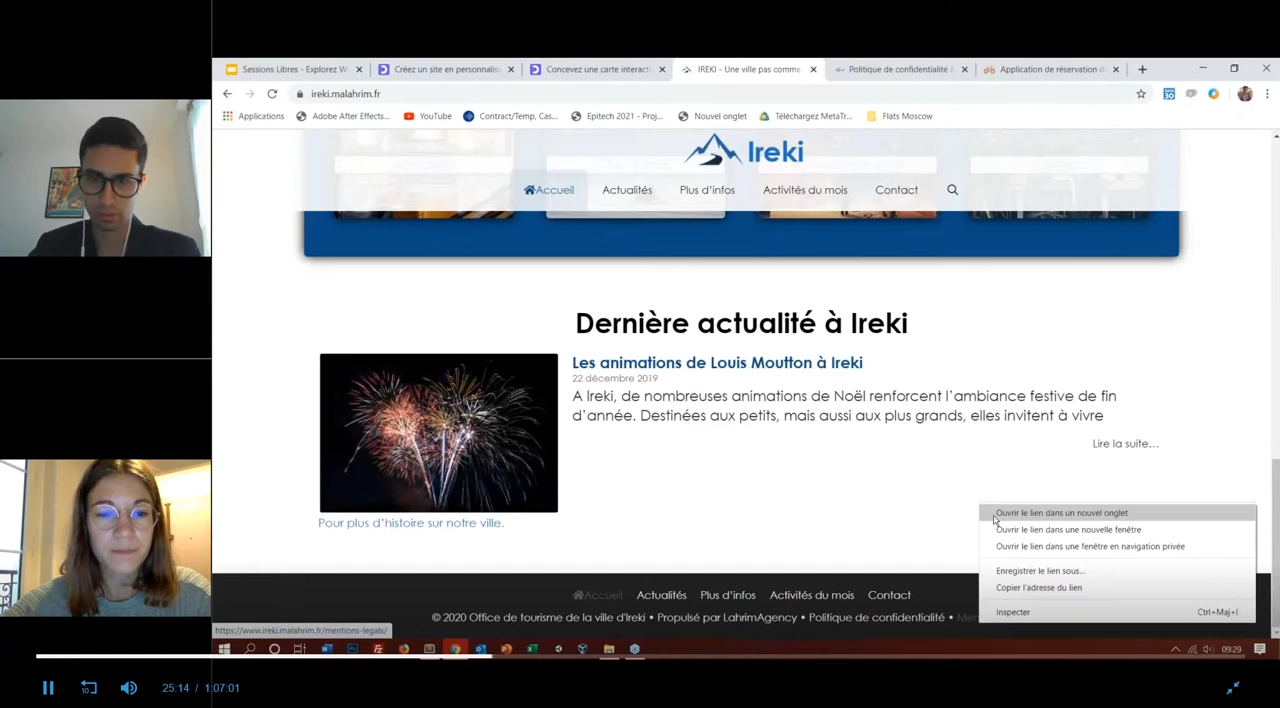 Sessions Libres - Explorez W
Créez un site en personnalis
Concevez une carte interacti
IREKI - Une ville pas comme
Politique de confidentialité
Application de réservation d
ireki.malahrim.fr
Applications
Adobe After Effects...
YouTube
Contract/Temp, Cas...
Epitech 2021 - Proj...
Nouvel onglet
Téléchargez MetaTr...
Flats Moscow
Ireki
Accueil
Actualités
Plus d'infos
Activités du mois
Contact
Dernière actualité à Ireki
Les animations de Louis Moutton à Ireki
22 décembre 2019
A Ireki, de nombreuses animations de Noël renforcent l'ambiance festive de fin
d'année. Destinées aux petits, mais aussi aux plus grands, elles invitent à vivre
Lire la suite...
Pour plus d'histoire sur notre ville.
Ouvrir le lien dans un nouvel onglet
Ouvrir le lien dans une nouvelle fenêtre
Ouvrir le lien dans une fenêtre en navigation privée
Enregistrer le lien sous...
Copier l'adresse du lien
Inspecter Ctrl+Maj+I
Accueil
Actualités
Plus d'infos
Activités du mois
Contact
© 2020 Office de tourisme de la ville d'Ireki • Propulsé par LahrimAgency • Politique de confidentialité •
https://www.ireki.malahrim.fr/mentions-legals/
09:29
10
25:14 / 1:07:01